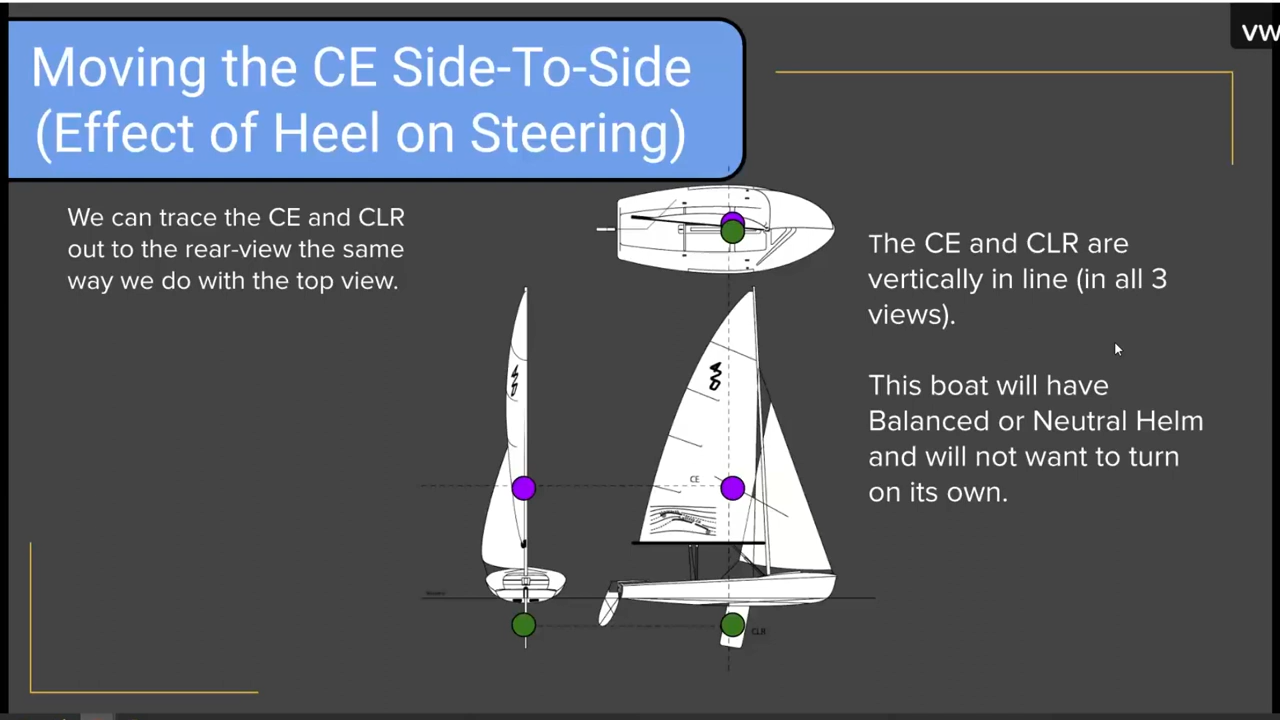 Moving the CE Side-To-Side
(Effect of Heel on Steering)
vw
We can trace the CE and CLR
out to the rear-view the same
way we do with the top view.
The CE and CLR are
vertically in line (in all 3
views).
This boat will have
Balanced or Neutral Helm
and will not want to turn
on its own.
CE
CLR